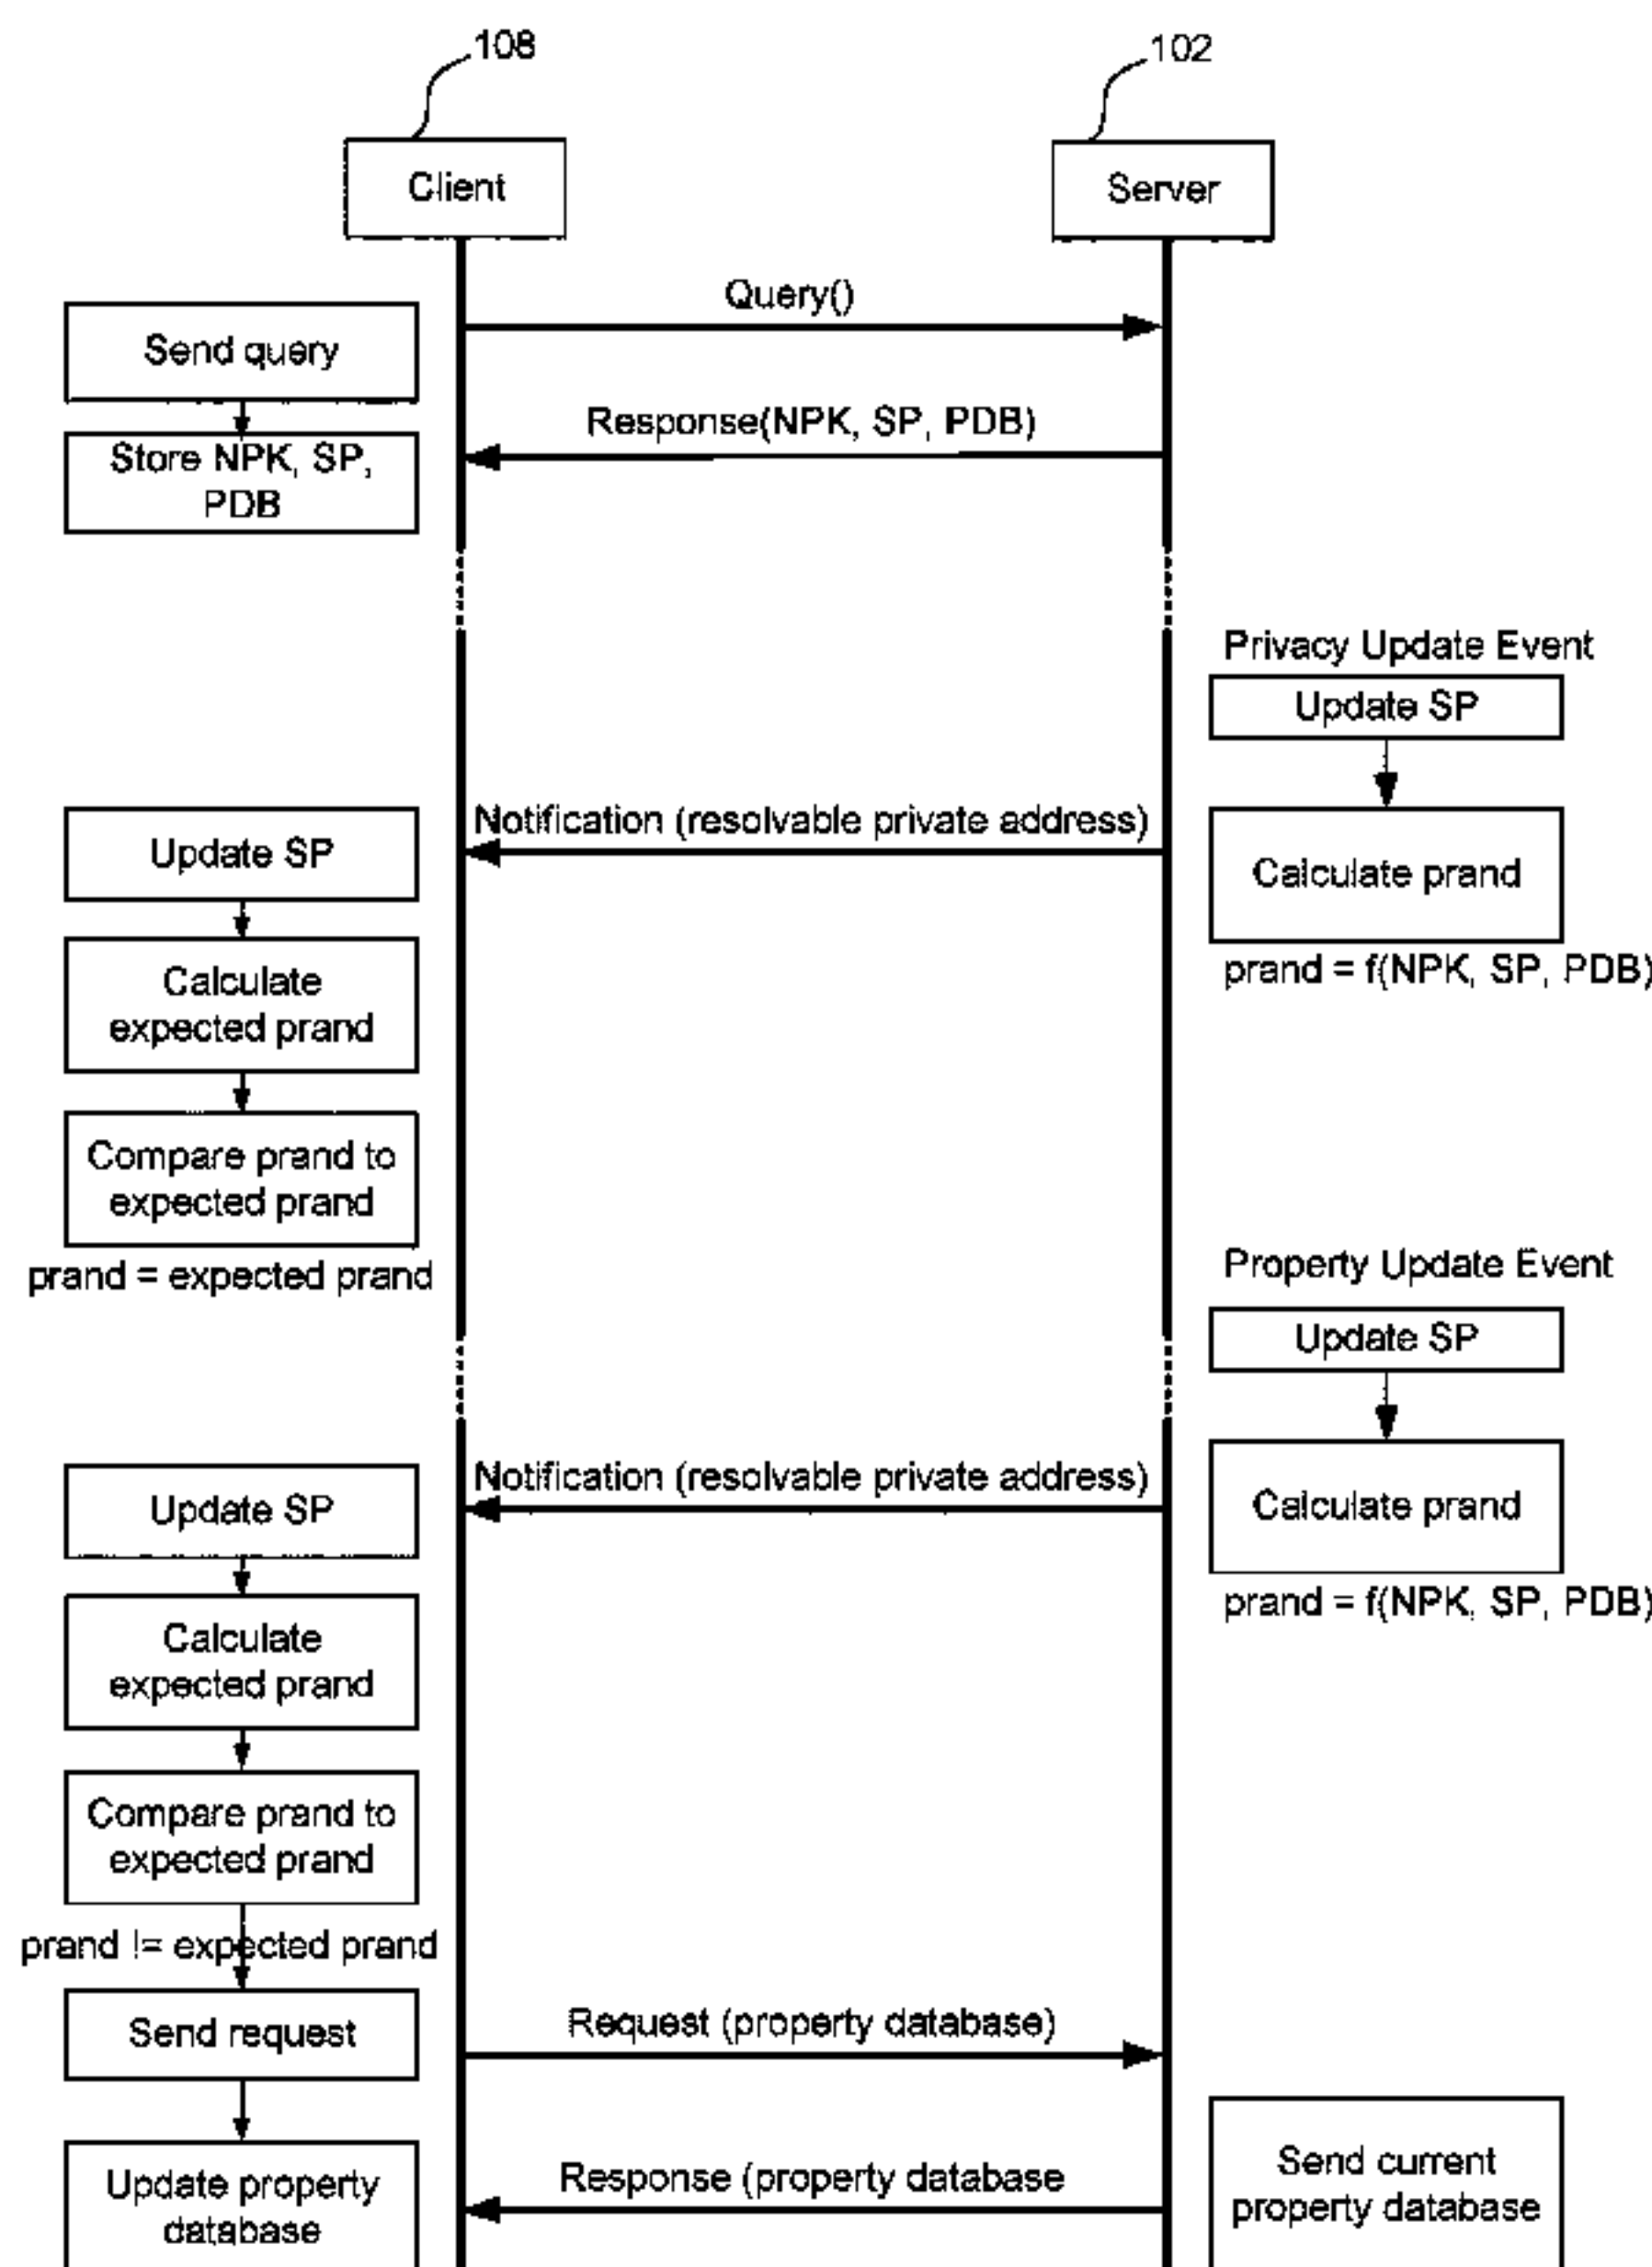 108
102
Client
Server
Query()
Send query
Response(NPK, SP, PDB)
Store NPK, SP,
PDB
Privacy Update Event
Update SP
Notification (resolvable private address)
Update SP
Calculate prand
prand = f(NPK, SP, PDB)
Calculate
expected prand
Compare prand to
expected prand
prand = expected prand
Property Update Event
Update SP
Notification (resolvable private address)
Update SP
Calculate prand
prand = f(NPK, SP, PDB)
Calculate
expected prand
Compare prand to
expected prand
prand != expected prand
Send request
Request (property database)
Update property
database
Response (property database
Send current
property database